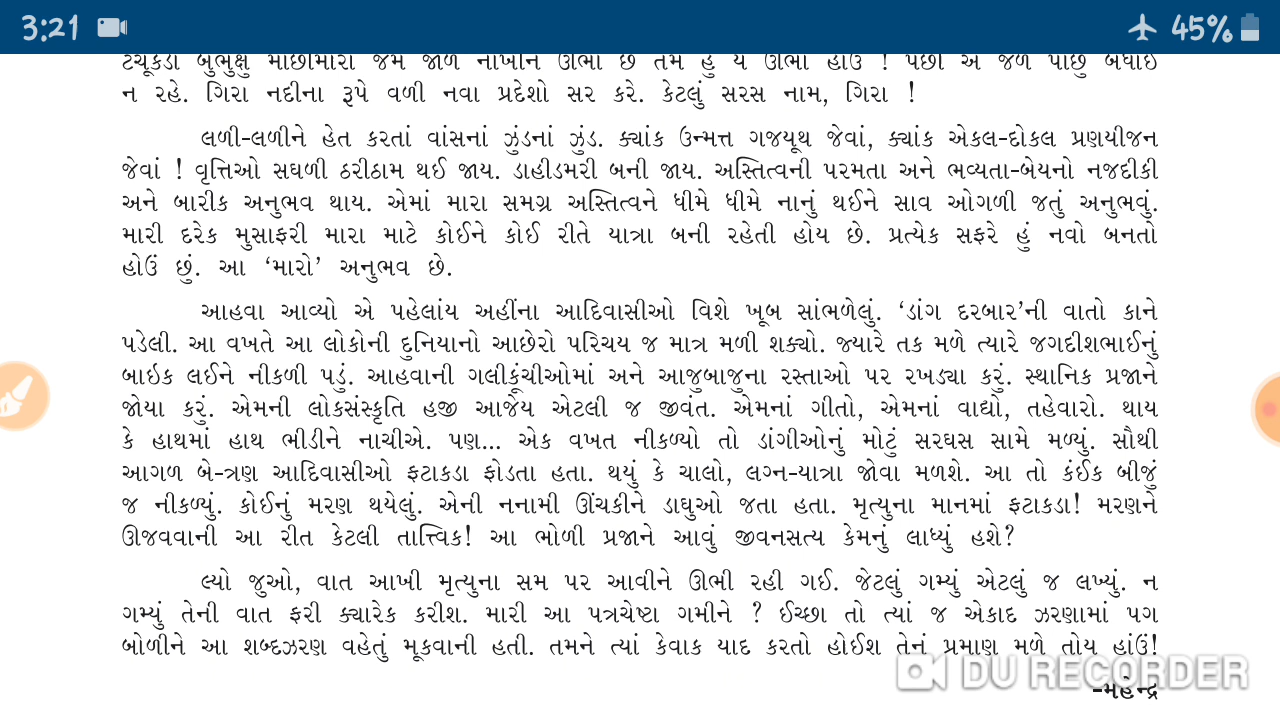 3:21 45%
ટચૂકડા બુભુક્ષુ માછીમારો જેમ જાળ નાખીને ઊભા છે તેમ હું ય ઊભો હોઉં ! પછી એ જળ પાછું બંધાઈ
ન રહે. ગિરા નદીના રૂપે વળી નવા પ્રદેશો સર કરે. કેટલું સરસ નામ, ગિરા !
લળી-લળીને હેત કરતાં વાંસનાં ઝુંડનાં ઝુંડ. ક્યાંક ઉન્મત્ત ગજયૂથ જેવાં, ક્યાંક એકલ-દોકલ પ્રણયીજન
જેવાં ! વૃત્તિઓ સઘળી ઠરીઠામ થઈ જાય. ડાહીડમરી બની જાય. અસ્તિત્વની પરમતા અને ભવ્યતા-બેયનો નજદીકી
અને બારીક અનુભવ થાય. એમાં મારા સમગ્ર અસ્તિત્વને ધીમે ધીમે નાનું થઈને સાવ ઓગળી જતું અનુભવું.
મારી દરેક મુસાફરી મારા માટે કોઈને કોઈ રીતે યાત્રા બની રહેતી હોય છે. પ્રત્યેક સફરે હું નવો બનતો
હોઉં છું. આ ‘મારો’ અનુભવ છે.
આહવા આવ્યો એ પહેલાંય અહીંના આદિવાસીઓ વિશે ખૂબ સાંભળેલું. ‘ડાંગ દરબાર’ની વાતો કાને
પડેલી. આ વખતે આ લોકોની દુનિયાનો આછેરો પરિચય જ માત્ર મળી શક્યો. જ્યારે તક મળે ત્યારે જગદીશભાઈનું
બાઇક લઈને નીકળી પડું. આહવાની ગલીકૂંચીઓમાં અને આજુબાજુના રસ્તાઓ પર રખડ્યા કરું. સ્થાનિક પ્રજાને
જોયા કરું. એમની લોકસંસ્કૃતિ હજી આજેય એટલી જ જીવંત. એમનાં ગીતો, એમનાં વાદ્યો, તહેવારો. થાય
કે હાથમાં હાથ ભીડીને નાચીએ. પણ... એક વખત નીકળ્યો તો ડાંગીઓનું મોટું સરઘસ સામે મળ્યું. સૌથી
આગળ બે-ત્રણ આદિવાસીઓ ફટાકડા ફોડતા હતા. થયું કે ચાલો, લગ્ન-યાત્રા જોવા મળશે. આ તો કંઈક બીજું
જ નીકળ્યું. કોઈનું મરણ થયેલું. એની નનામી ઊંચકીને ડાઘુઓ જતા હતા. મૃત્યુના માનમાં ફટાકડા! મરણને
ઊજવવાની આ રીત કેટલી તાત્ત્વિક! આ ભોળી પ્રજાને આવું જીવનસત્ય કેમનું લાધ્યું હશે?
લ્યો જુઓ, વાત આખી મૃત્યુના સમ પર આવીને ઊભી રહી ગઈ. જેટલું ગમ્યું એટલું જ લખ્યું. ન
ગમ્યું તેની વાત ફરી ક્યારેક કરીશ. મારી આ પત્રચેષ્ટા ગમીને ? ઈચ્છા તો ત્યાં જ એકાદ ઝરણામાં પગ
બોળીને આ શબ્દઝરણ વહેતું મૂકવાની હતી. તમને ત્યાં કેવાક યાદ કરતો હોઈશ તેનું પ્રમાણ મળે તોય હાંઉં!
-મહેન્દ્ર
DU RECORDER